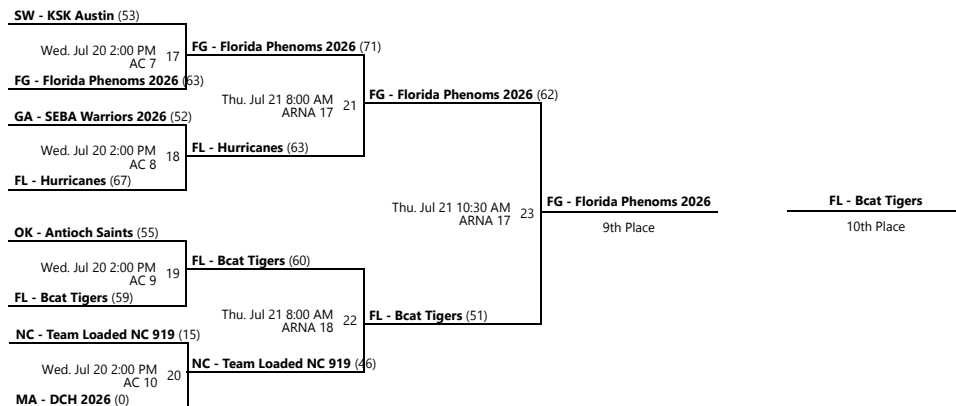 SW - KSK Austin (53)
Wed. Jul 20 2:00 PM
AC 7
17
FG - Florida Phenoms 2026 (63)
GA - SEBA Warriors 2026 (52)
Wed. Jul 20 2:00 PM
AC 8
18
FL - Hurricanes (67)
OK - Antioch Saints (55)
Wed. Jul 20 2:00 PM
AC 9
19
FL - Bcat Tigers (59)
NC - Team Loaded NC 919 (15)
Wed. Jul 20 2:00 PM
AC 10
20
MA - DCH 2026 (0)
FG - Florida Phenoms 2026 (71)
Thu. Jul 21 8:00 AM
ARNA 17
21
FL - Hurricanes (63)
FL - Bcat Tigers (60)
Thu. Jul 21 8:00 AM
ARNA 18
22
NC - Team Loaded NC 919 (46)
FG - Florida Phenoms 2026 (62)
Thu. Jul 21 10:30 AM
ARNA 17
23
FL - Bcat Tigers (51)
FG - Florida Phenoms 2026
9th Place
FL - Bcat Tigers
10th Place